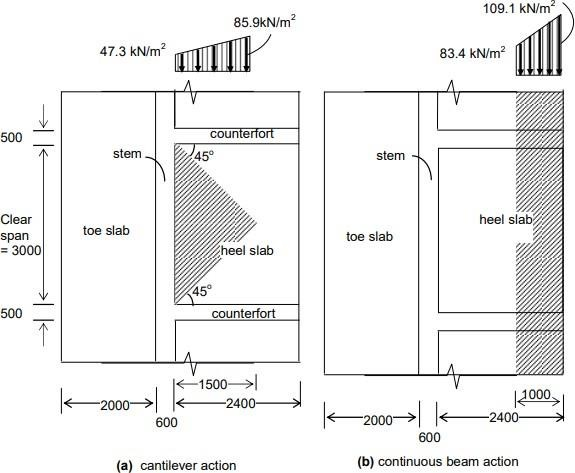 85.9kN/m²
47.3 kN/m²
500
counterfort
stem
45°
Clear
span
= 3000
toe slab
heel slab
45°
500
counterfort
1500
2000
2400
600
(a) cantilever action
109.1 kN/m²
83.4 kN/m²
stem
toe slab
heel slab
1000
2000
2400
600
(b) continuous beam action